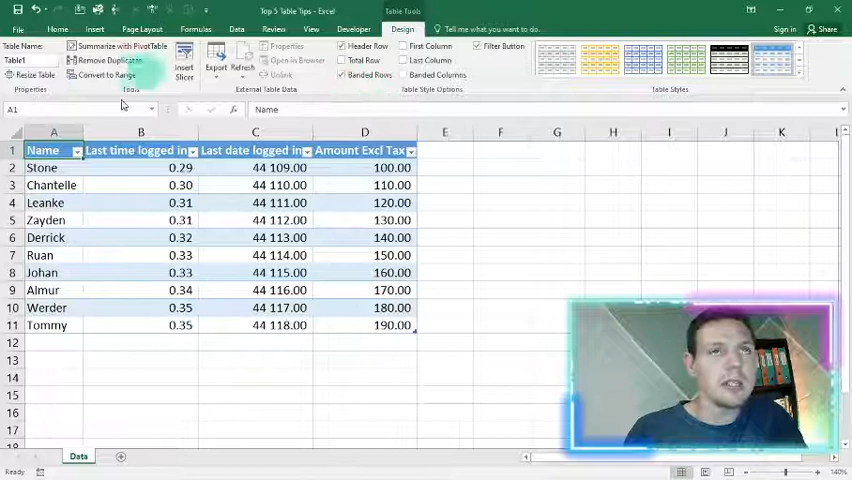 Top 5 Table Tips - Excel
Table Tools
Sign in
Share
File
Home
Insert
Page Layout
Formulas
Data
Review
View
Developer
Design
Tell me what you want to do
Table Name:
Table1
Resize Table
Properties
Summarize with PivotTable
Remove Duplicates
Convert to Range
Tools
Insert
Slicer
Export
Refresh
Properties
Open in Browser
Unlink
External Table Data
Header Row
Total Row
Banded Rows
First Column
Last Column
Banded Columns
Filter Button
Table Style Options
Table Styles
A1
fx
Name
A B C D E F G H I J K L
1 Name Last time logged in Last date logged in Amount Excl Tax
2 Stone 0.29 44 109.00 100.00
3 Chantelle 0.30 44 110.00 110.00
4 Leanke 0.31 44 111.00 120.00
5 Zayden 0.31 44 112.00 130.00
6 Derrick 0.32 44 113.00 140.00
7 Ruan 0.33 44 114.00 150.00
8 Johan 0.33 44 115.00 160.00
9 Almur 0.34 44 116.00 170.00
10 Werder 0.35 44 117.00 180.00
11 Tommy 0.35 44 118.00 190.00
12
13
14
15
16
17
18
Data
Ready
140%